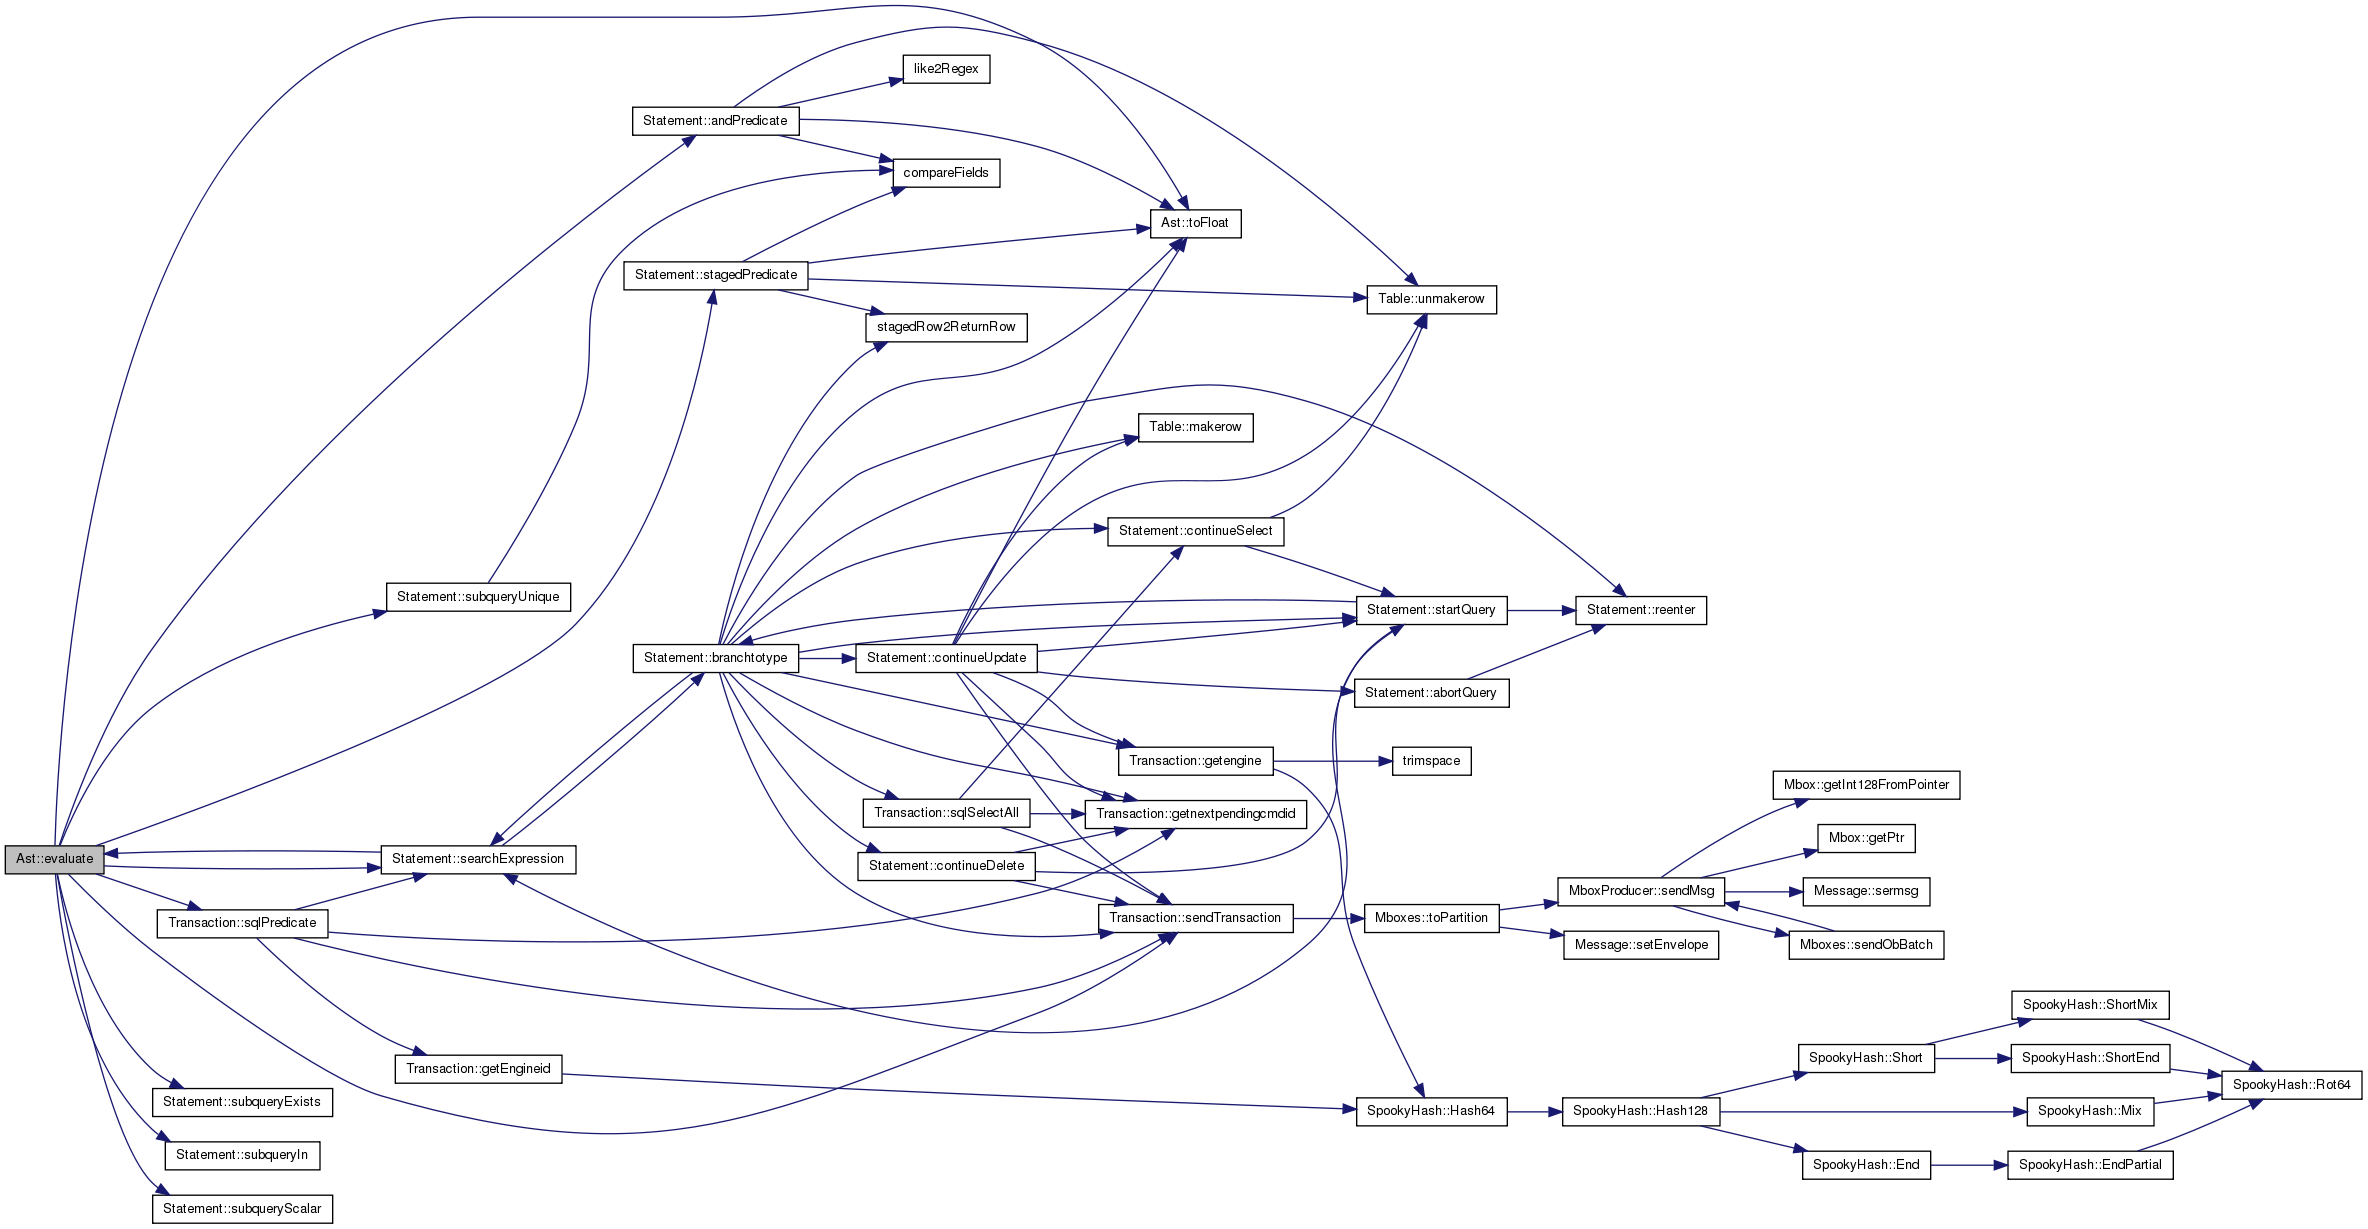 like2Regex
Statement::andPredicate
compareFields
Ast::toFloat
Statement::stagedPredicate
Table::unmakerow
stagedRow2ReturnRow
Table::makerow
Statement::continueSelect
Statement::subqueryUnique
Statement::startQuery
Statement::reenter
Statement::branchtotype
Statement::continueUpdate
Statement::abortQuery
Transaction::getengine
trimspace
Mbox::getInt128FromPointer
Transaction::sqlSelectAll
Transaction::getnextpendingcmdid
Mbox::getPtr
Ast::evaluate
Statement::searchExpression
Statement::continueDelete
MboxProducer::sendMsg
Message::sermsg
Transaction::sqlPredicate
Transaction::sendTransaction
Mboxes::toPartition
Message::setEnvelope
Mboxes::sendObBatch
SpookyHash::ShortMix
Transaction::getEngineid
SpookyHash::Short
SpookyHash::ShortEnd
SpookyHash::Rot64
Statement::subqueryExists
SpookyHash::Hash64
SpookyHash::Hash128
SpookyHash::Mix
Statement::subqueryIn
SpookyHash::End
SpookyHash::EndPartial
Statement::subqueryScalar